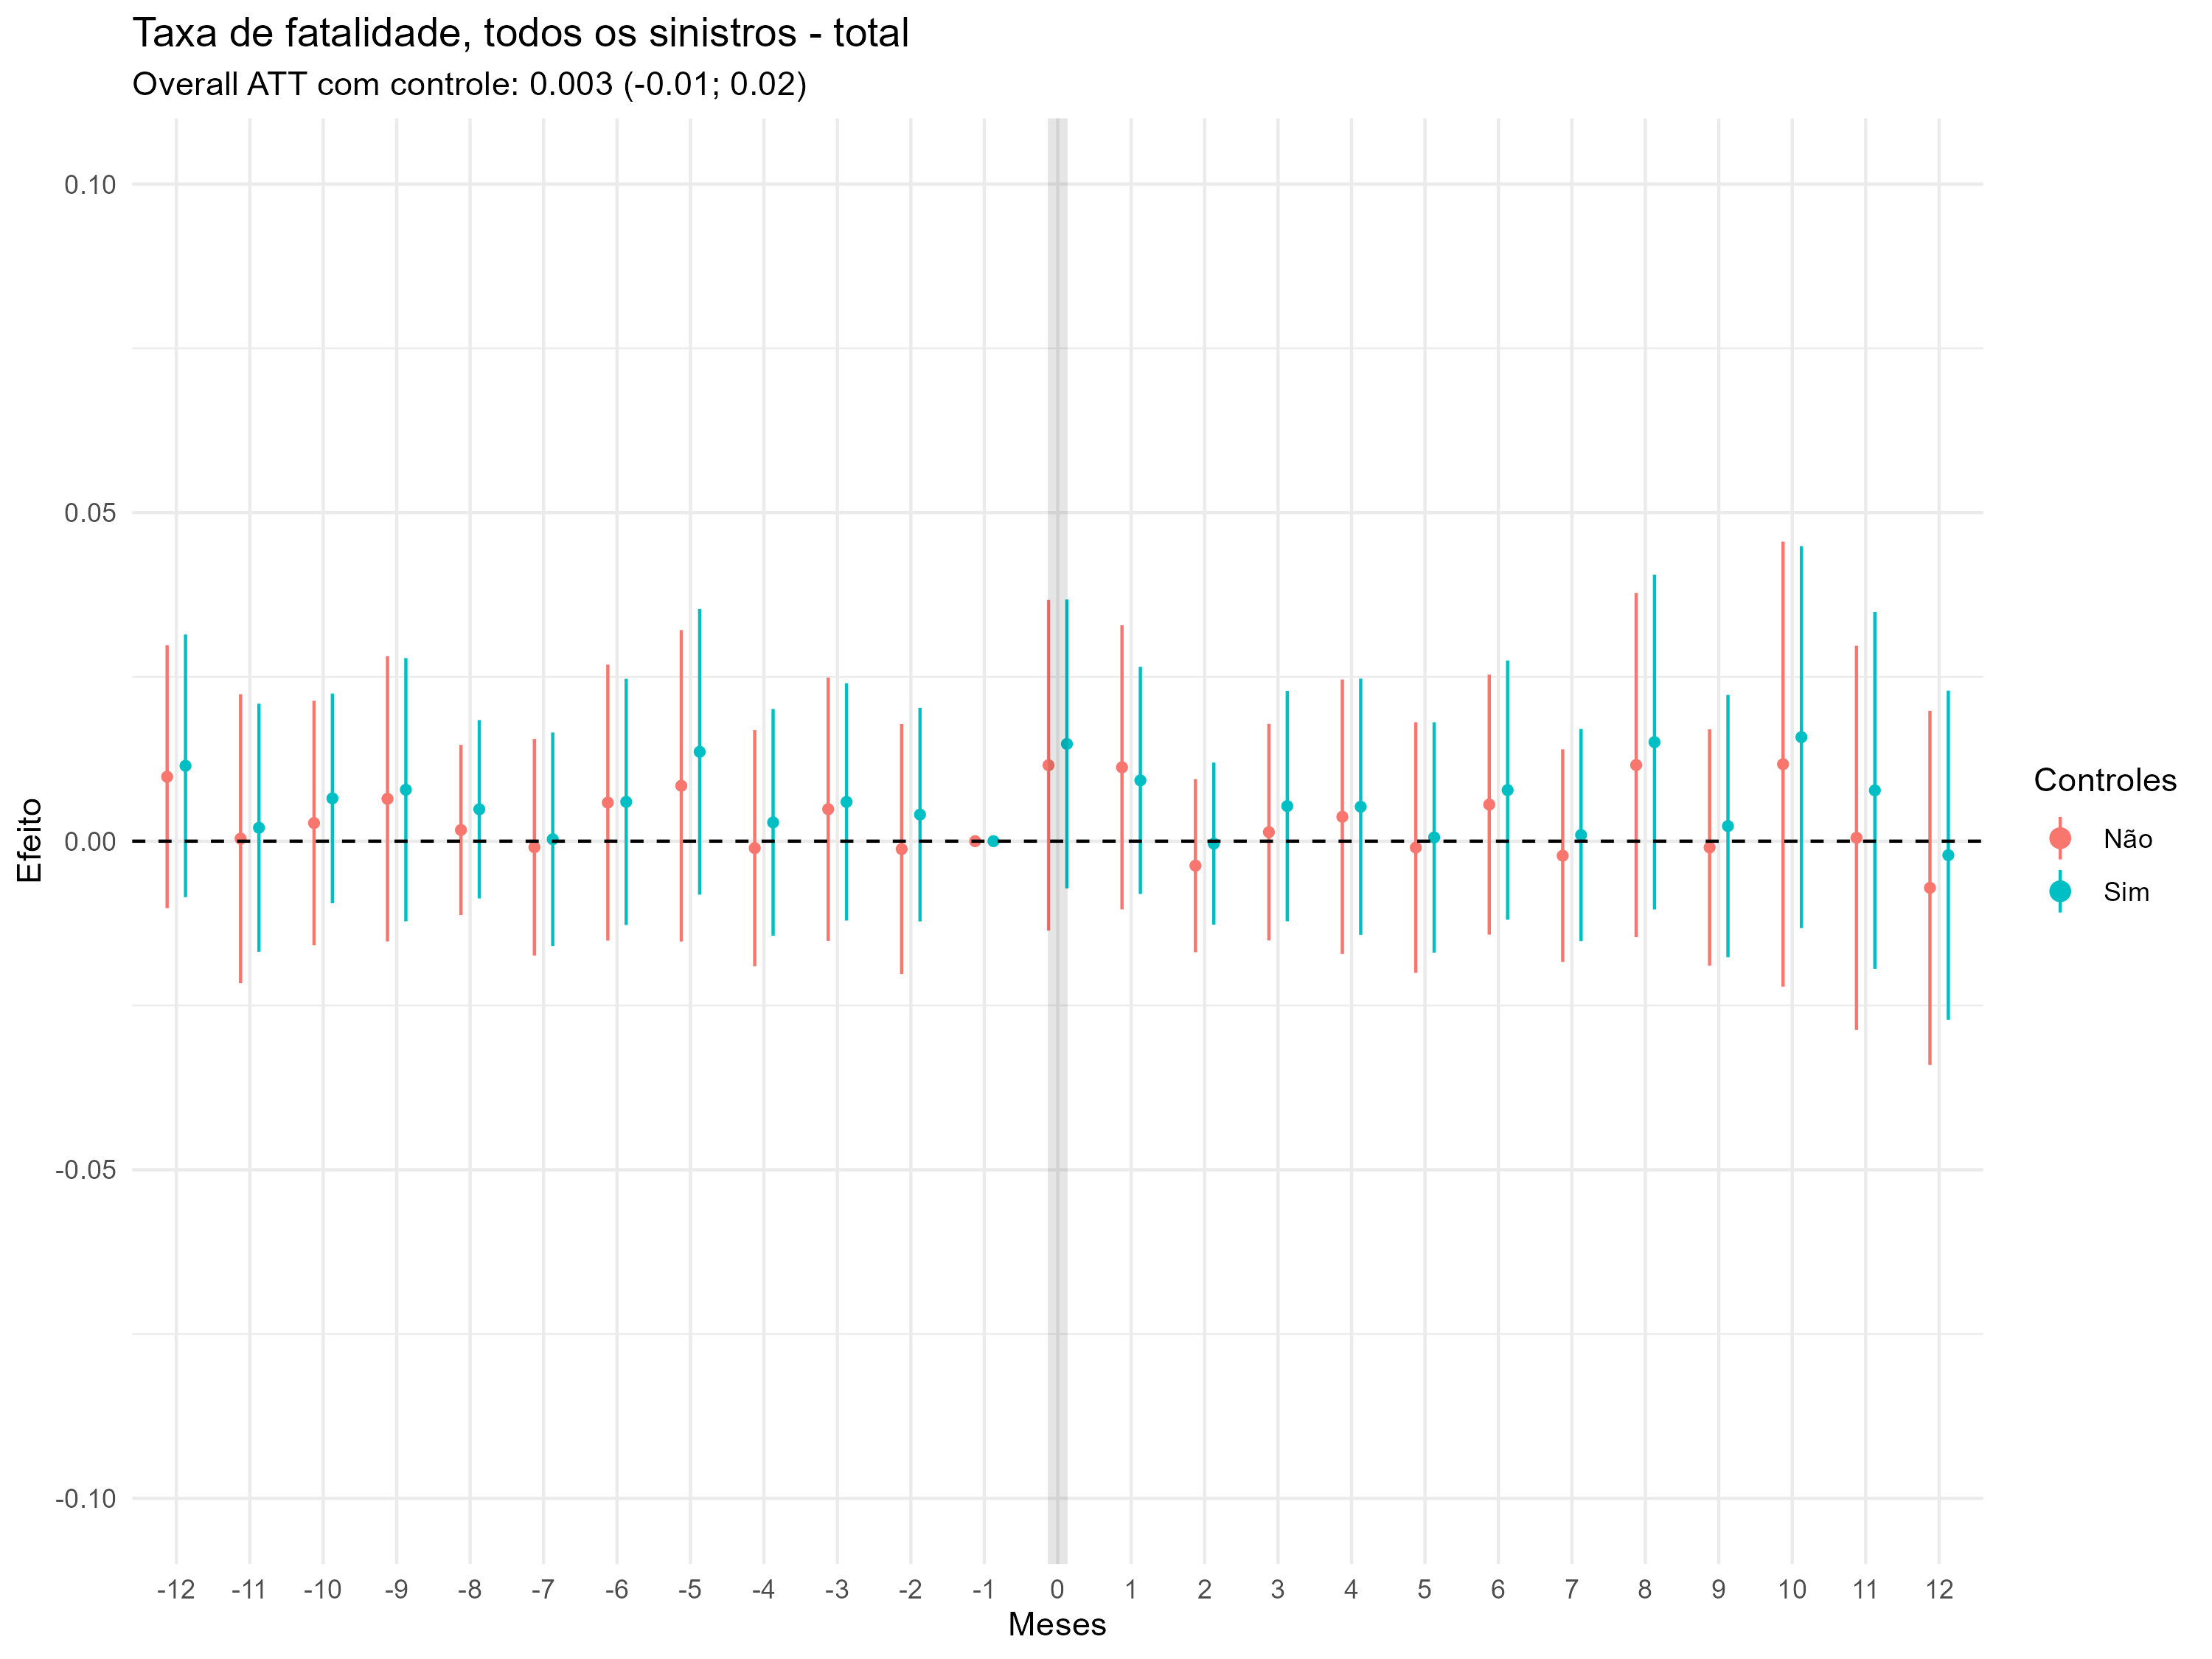 Taxa de fatalidade, todos os sinistros - total
Overall ATT com controle: 0.003 (-0.01; 0.02)
Efeito
0.10
0.05
0.00
-0.05
-0.10
-12 -11 -10 -9 -8 -7 -6 -5 -4 -3 -2 -1 0 1 2 3 4 5 6 7 8 9 10 11 12
Meses
Controles
Não
Sim